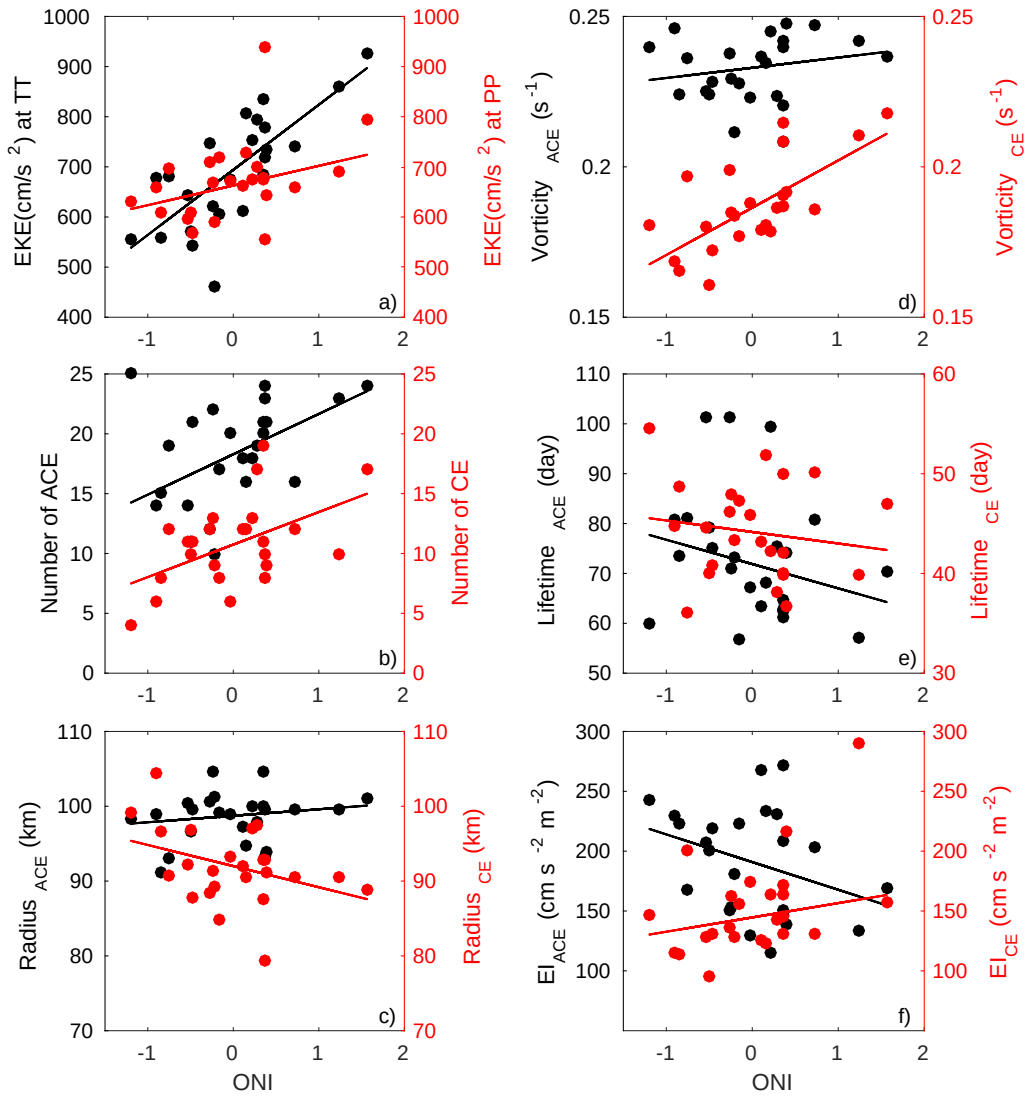 1000
900
800
700
600
500
400
EKE(cm/s ²) at TT
1000
900
800
700
600
500
400
EKE(cm/s ²) at PP
-1 0 1 2
a)
0.25
0.2
0.15
Vorticity ACE (s⁻¹)
0.25
0.2
0.15
Vorticity CE (s⁻¹)
-1 0 1 2
d)
25
20
15
10
5
0
Number of ACE
25
20
15
10
5
0
Number of CE
-1 0 1 2
b)
110
100
90
80
70
60
50
Lifetime ACE (day)
60
50
40
30
Lifetime CE (day)
-1 0 1 2
e)
110
100
90
80
70
Radius ACE (km)
110
100
90
80
70
Radius CE (km)
-1 0 1 2
ONI
c)
300
250
200
150
100
EI ACE (cm s ⁻² m ⁻²)
300
250
200
150
100
50
EI CE (cm s ⁻² m ⁻²)
-1 0 1 2
ONI
f)